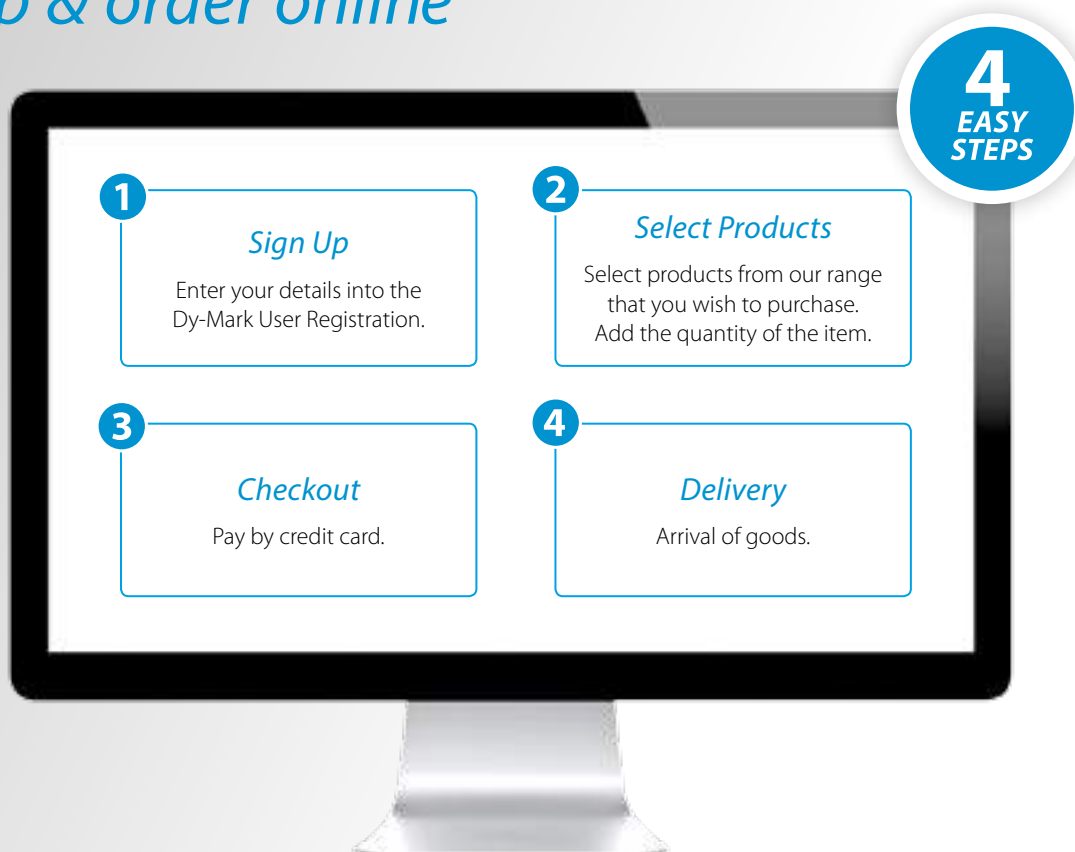 & order online
4
EASY
STEPS
1
Sign Up
Enter your details into the
Dy-Mark User Registration.
2
Select Products
Select products from our range
that you wish to purchase.
Add the quantity of the item.
3
Checkout
Pay by credit card.
4
Delivery
Arrival of goods.